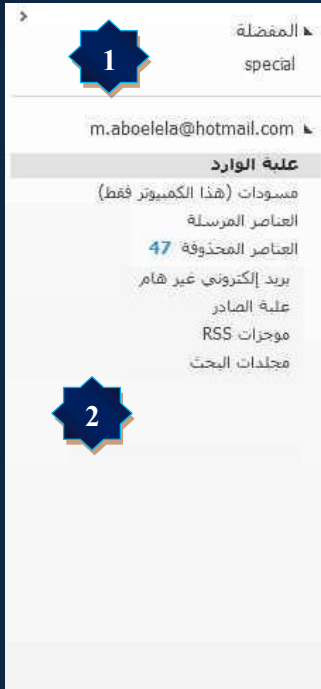 المفضلة
1
special
m.aboelela@hotmail.com
علبة الوارد
مسودات (هذا الكمبيوتر فقط)
العناصر المرسلة
العناصر المحذوفة 47
بريد إلكتروني غير هام
علبة الصادر
موجزات RSS
مجلدات البحث
2